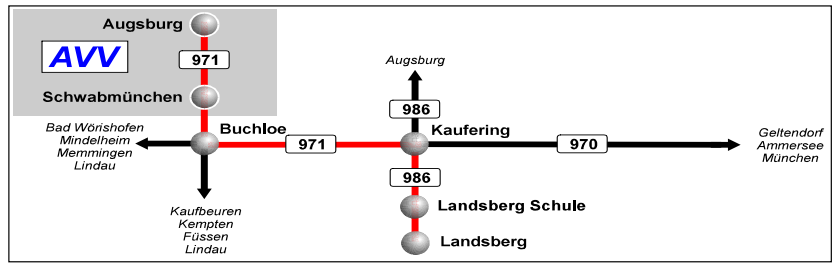 Augsburg
AVV
971
Schwabmünchen
Augsburg
986
Bad Wörishofen
Mindelheim
Memmingen
Lindau
Buchloe
971
Kaufering
970
Geltendorf
Ammersee
München
986
Kaufbeuren
Kempten
Füssen
Lindau
Landsberg Schule
Landsberg